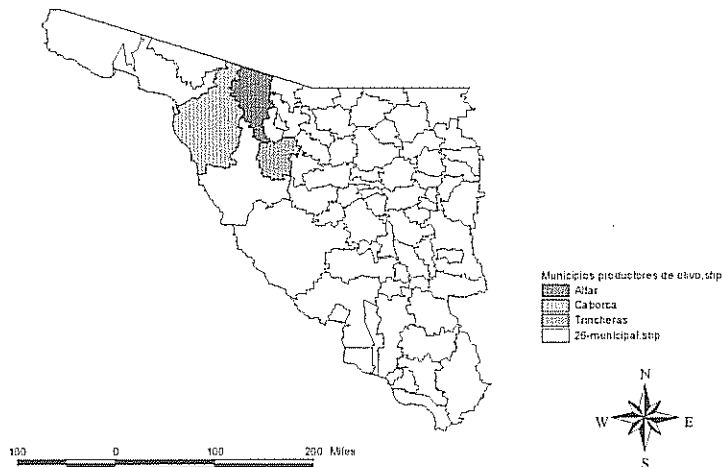 Municipios productores de olivo.shp
Altar
Caborca
Trincheras
26-municipal.shp
N
W E
S
100 0 100 200 Miles